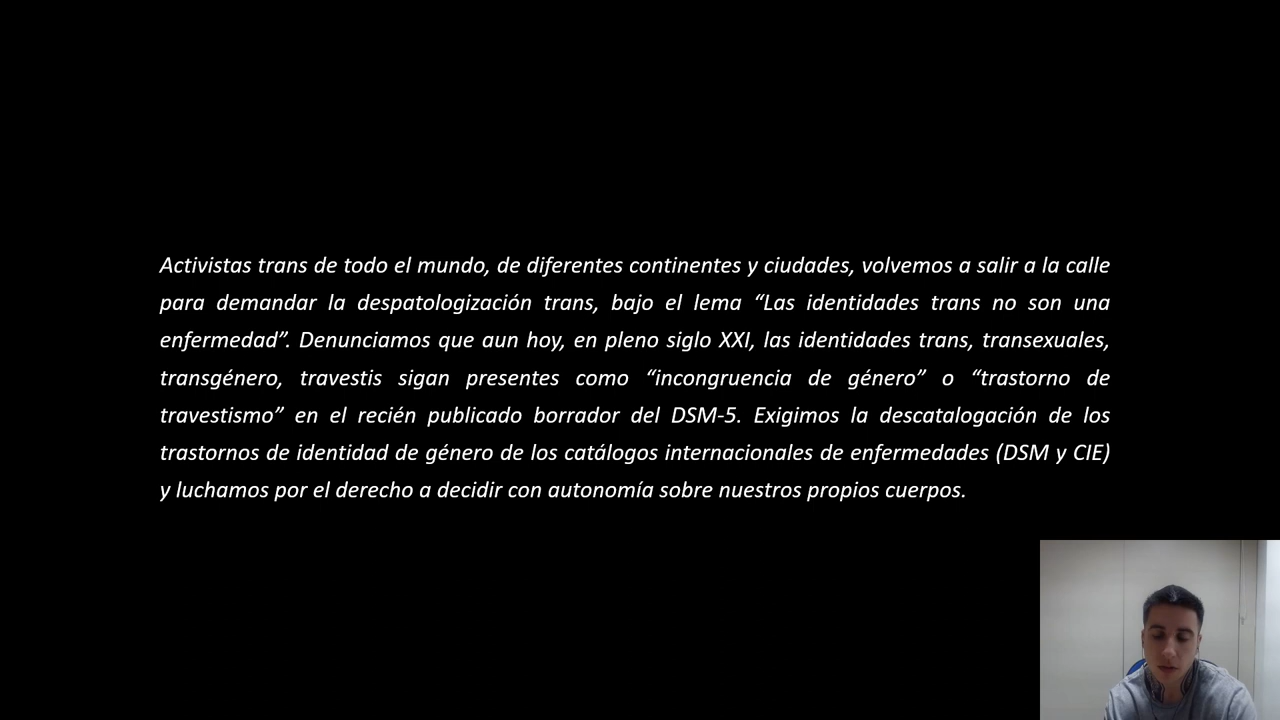 Activistas trans de todo el mundo, de diferentes continentes y ciudades, volvemos a salir a la calle
para demandar la despatologización trans, bajo el lema “Las identidades trans no son una
enfermedad”. Denunciamos que aun hoy, en pleno siglo XXI, las identidades trans, transexuales,
transgénero, travestis sigan presentes como “incongruencia de género” o “trastorno de
travestismo” en el recién publicado borrador del DSM-5. Exigimos la descatalogación de los
trastornos de identidad de género de los catálogos internacionales de enfermedades (DSM y CIE)
y luchamos por el derecho a decidir con autonomía sobre nuestros propios cuerpos.